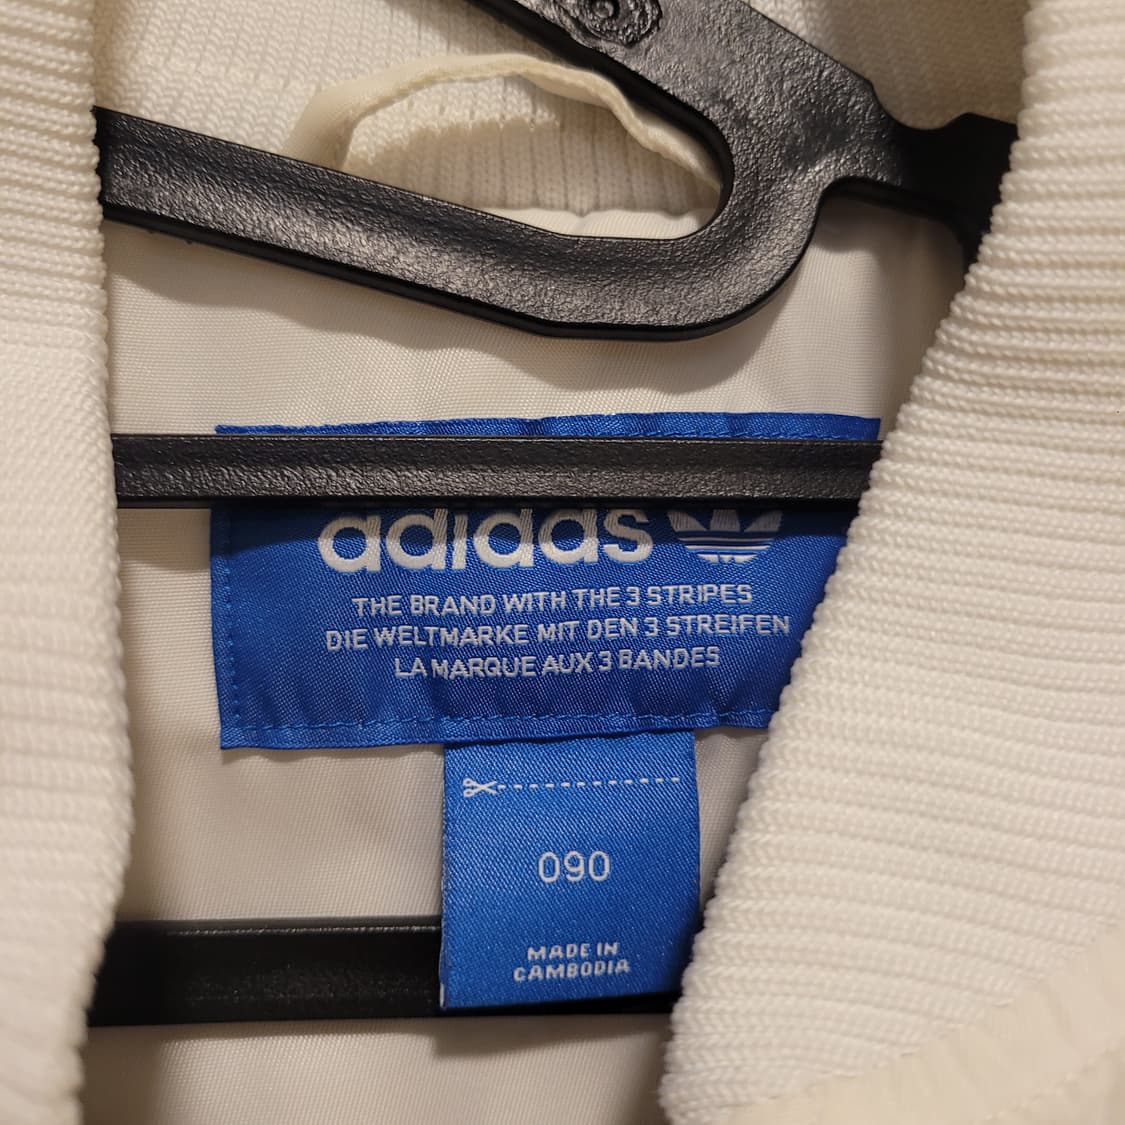 adidas
THE BRAND WITH THE 3 STRIPES
DIE WELTMARKE MIT DEN 3 STREIFEN
LA MARQUE AUX 3 BANDES
090
MADE IN
CAMBODIA